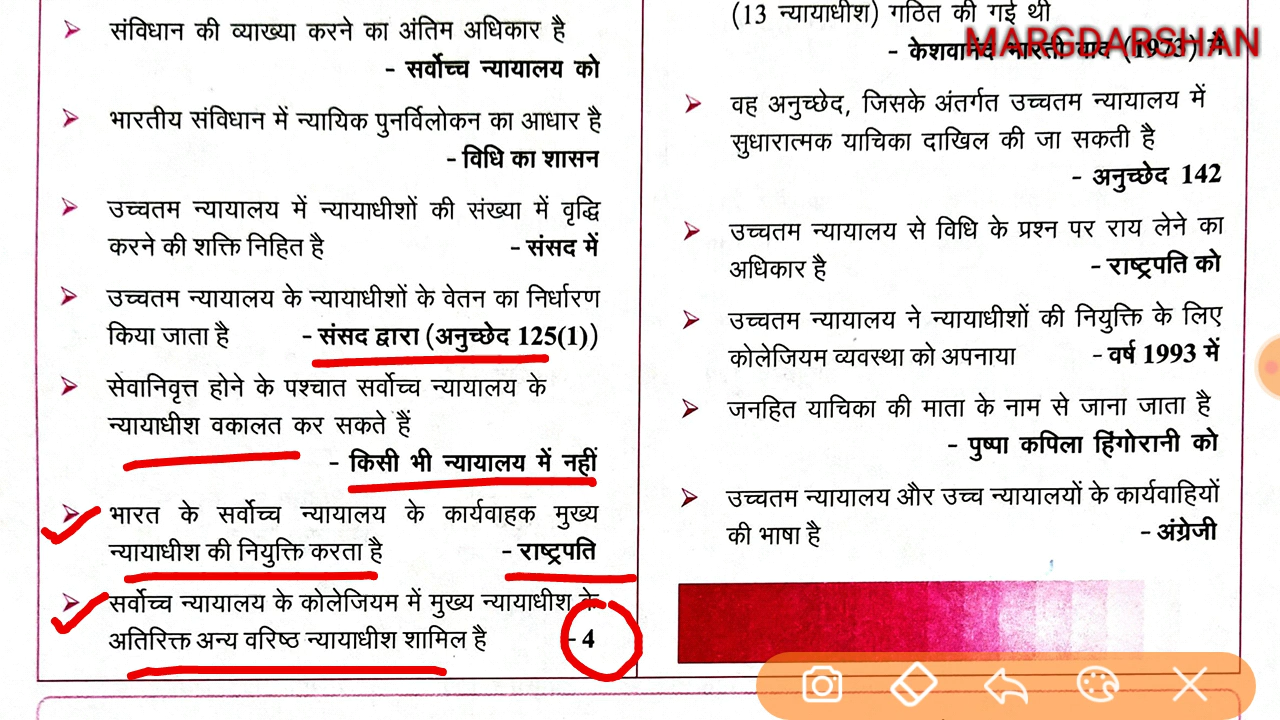 संविधान की व्याख्या करने का अंतिम अधिकार है
- सर्वोच्च न्यायालय को
भारतीय संविधान में न्यायिक पुनर्विलोकन का आधार है
- विधि का शासन
उच्चतम न्यायालय में न्यायाधीशों की संख्या में वृद्धि
करने की शक्ति निहित है - संसद में
उच्चतम न्यायालय के न्यायाधीशों के वेतन का निर्धारण
किया जाता है - संसद द्वारा (अनुच्छेद 125(1))
सेवानिवृत्त होने के पश्चात सर्वोच्च न्यायालय के
न्यायाधीश वकालत कर सकते हैं
- किसी भी न्यायालय में नहीं
भारत के सर्वोच्च न्यायालय के कार्यवाहक मुख्य
न्यायाधीश की नियुक्ति करता है - राष्ट्रपति
सर्वोच्च न्यायालय के कोलेजियम में मुख्य न्यायाधीश के
अतिरिक्त अन्य वरिष्ठ न्यायाधीश शामिल है - 4
(13 न्यायाधीश) गठित की गई थी
MARGDARSHAN
- केशवानंद भारती वाद (1973) में
वह अनुच्छेद, जिसके अंतर्गत उच्चतम न्यायालय में
सुधारात्मक याचिका दाखिल की जा सकती है
- अनुच्छेद 142
उच्चतम न्यायालय से विधि के प्रश्न पर राय लेने का
अधिकार है - राष्ट्रपति को
उच्चतम न्यायालय ने न्यायाधीशों की नियुक्ति के लिए
कोलेजियम व्यवस्था को अपनाया - वर्ष 1993 में
जनहित याचिका की माता के नाम से जाना जाता है
- पुष्पा कपिला हिंगोरानी को
उच्चतम न्यायालय और उच्च न्यायालयों के कार्यवाहियों
की भाषा है - अंग्रेजी